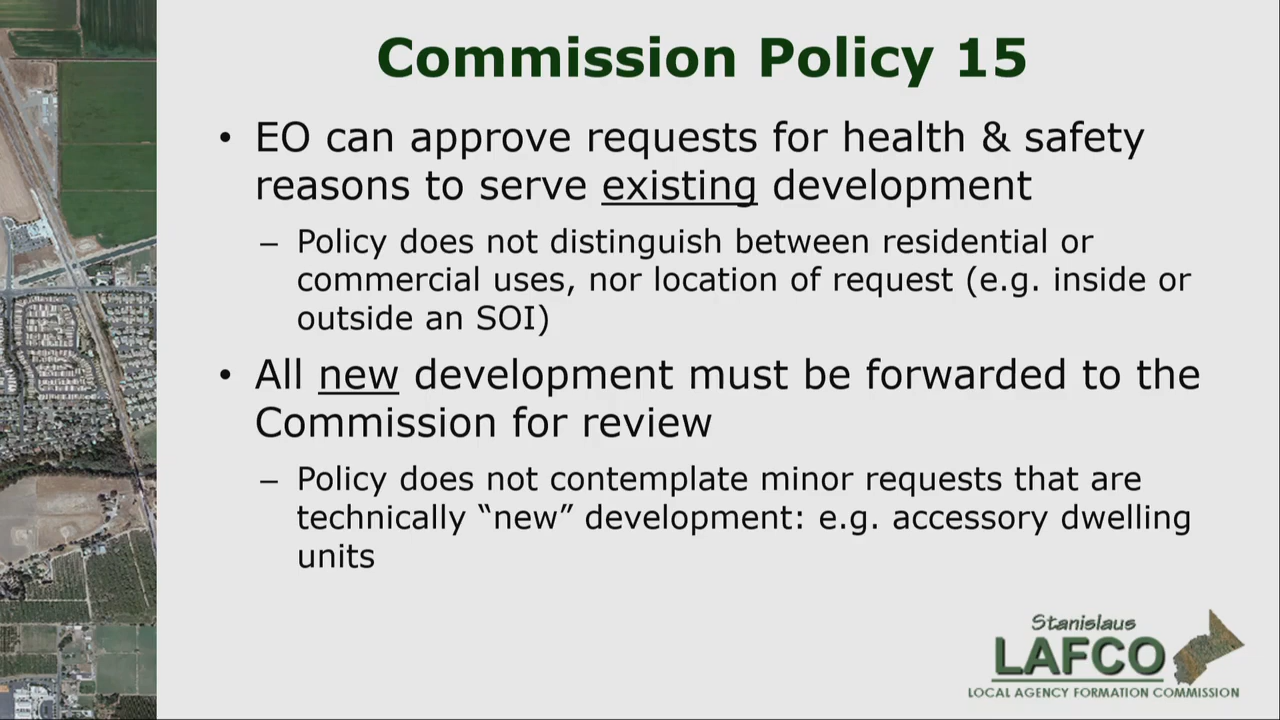 Commission Policy 15
• EO can approve requests for health & safety
reasons to serve existing development
– Policy does not distinguish between residential or
commercial uses, nor location of request (e.g. inside or
outside an SOI)
• All new development must be forwarded to the
Commission for review
– Policy does not contemplate minor requests that are
technically “new” development: e.g. accessory dwelling
units
Stanislaus
LAFCO
LOCAL AGENCY FORMATION COMMISSION